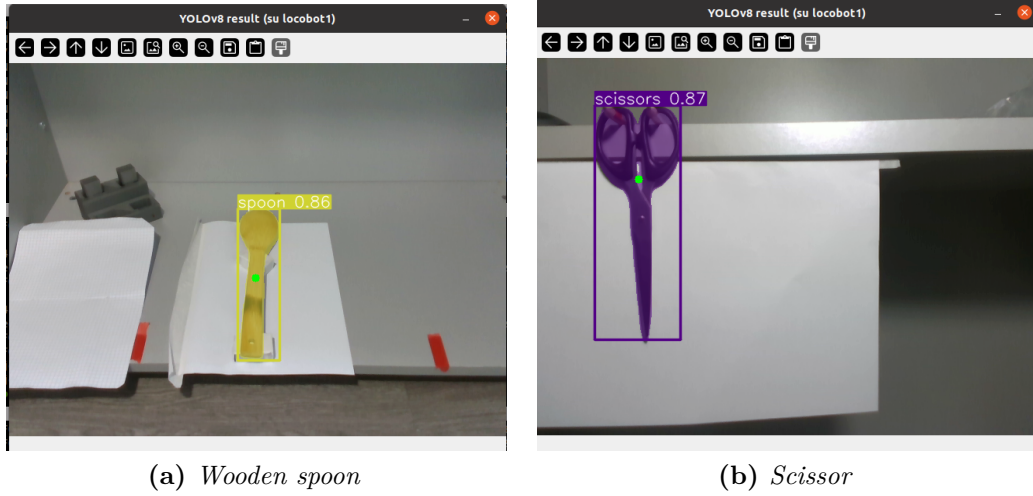 YOLOv8 result (su locobot1)
spoon 0.86
(a) Wooden spoon
YOLOv8 result (su locobot1)
scissors 0.87
(b) Scissor